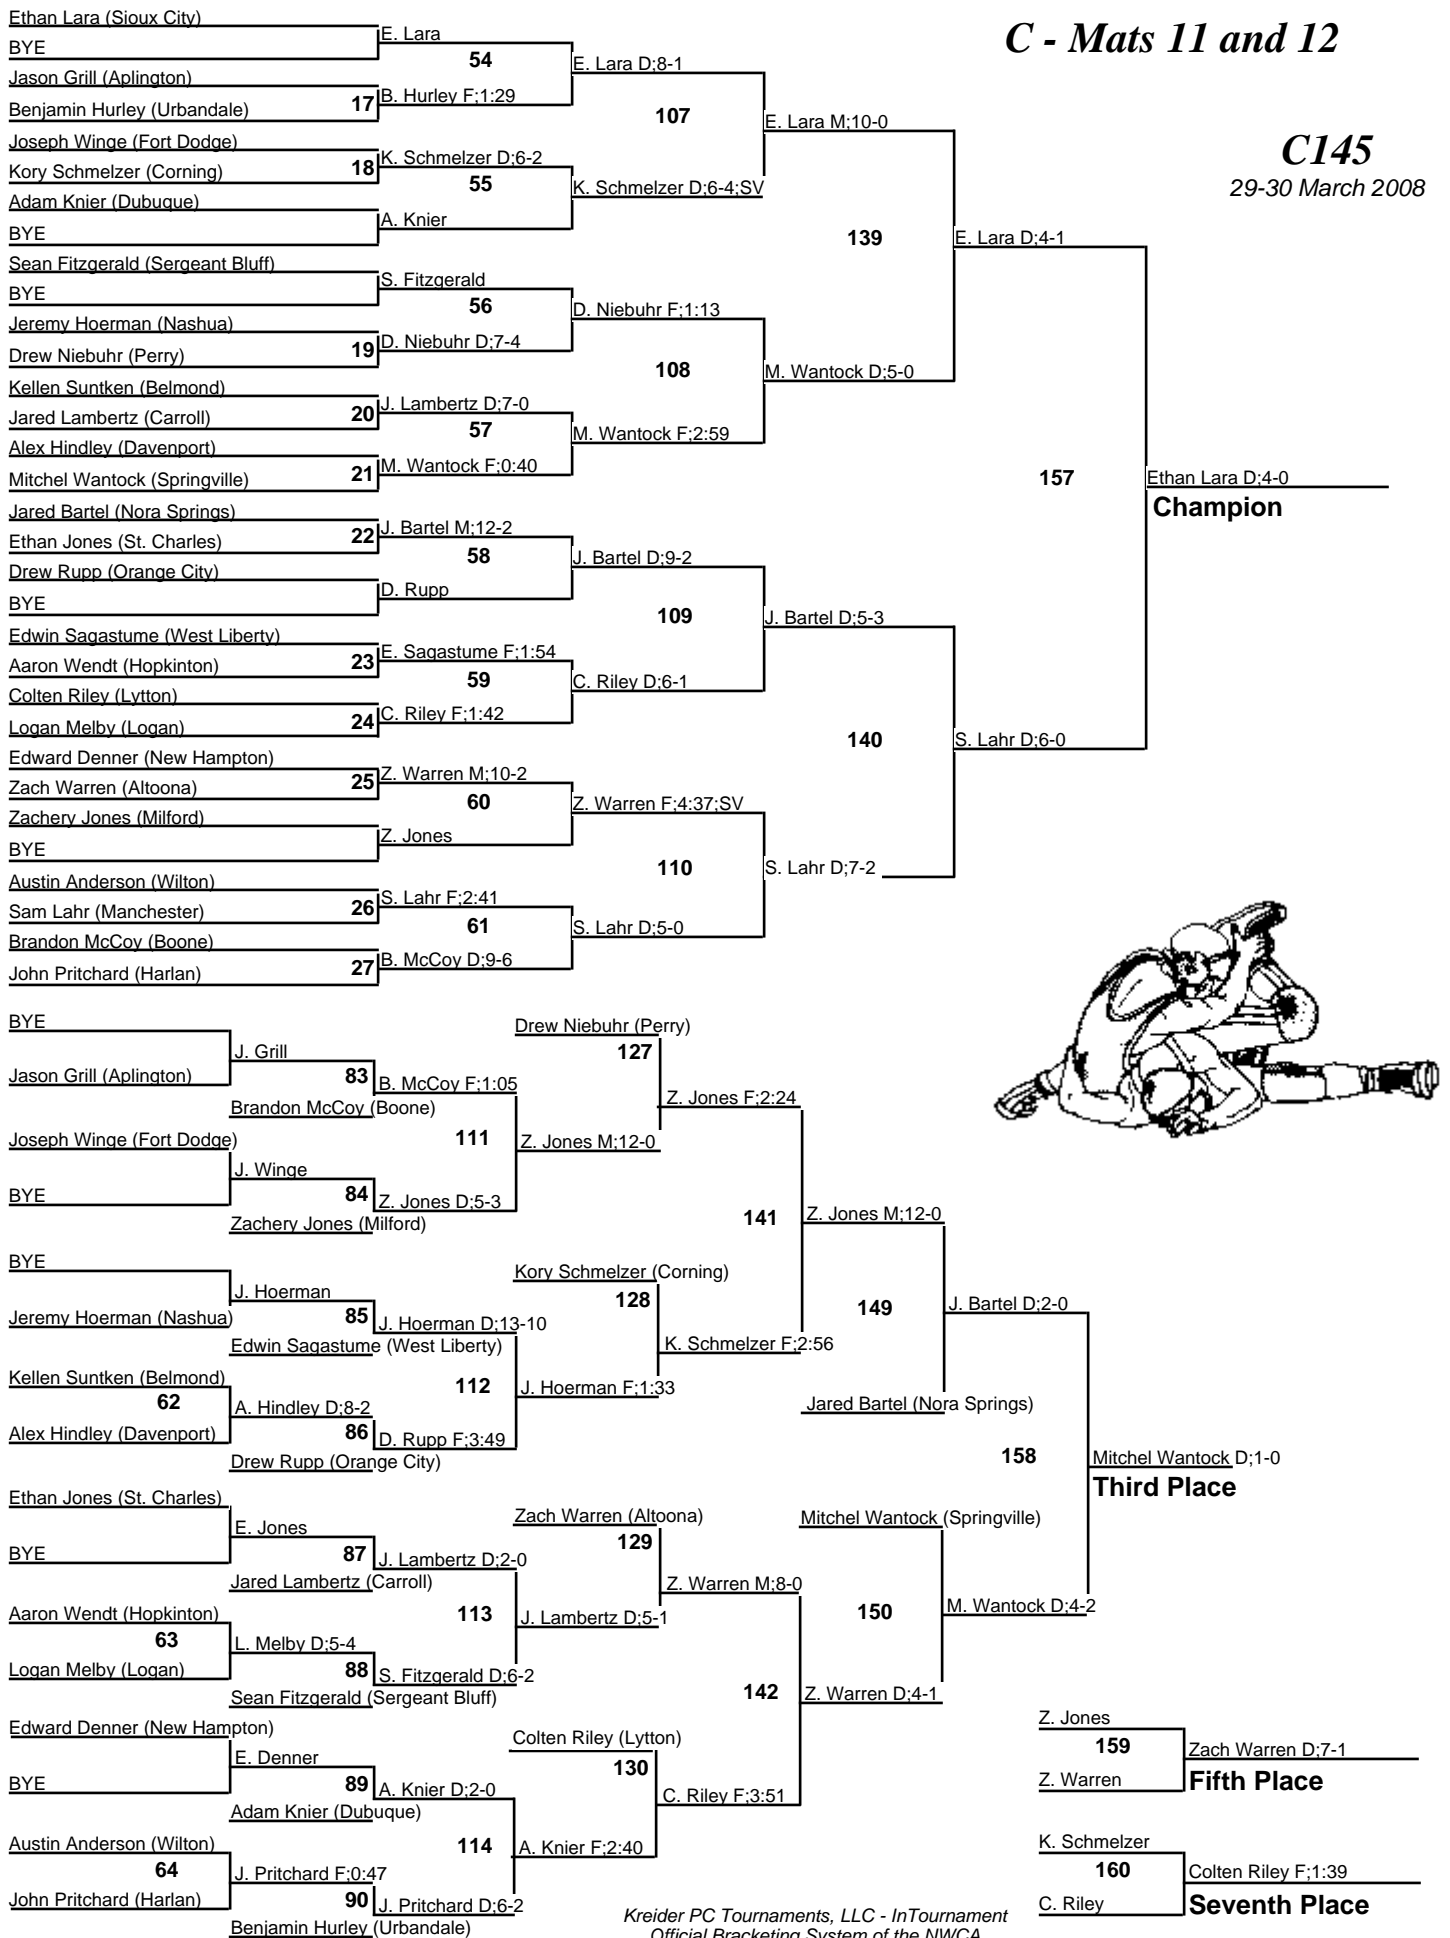 C - Mats 11 and 12
C145
29-30 March 2008
Ethan Lara (Sioux City)
BYE
E. Lara
54
Jason Grill (Aplington)
Benjamin Hurley (Urbandale)
17
B. Hurley F;1:29
E. Lara D;8-1
107
Joseph Winge (Fort Dodge)
Kory Schmelzer (Corning)
18
K. Schmelzer D;6-2
55
K. Schmelzer D;6-4;SV
Adam Knier (Dubuque)
BYE
A. Knier
E. Lara M;10-0
139
Sean Fitzgerald (Sergeant Bluff)
BYE
S. Fitzgerald
56
Jeremy Hoerman (Nashua)
Drew Niebuhr (Perry)
19
D. Niebuhr D;7-4
D. Niebuhr F;1:13
108
Kellen Suntken (Belmond)
Jared Lambertz (Carroll)
20
J. Lambertz D;7-0
57
Alex Hindley (Davenport)
Mitchel Wantock (Springville)
21
M. Wantock F;0:40
M. Wantock F;2:59
M. Wantock D;5-0
E. Lara D;4-1
157
Ethan Lara D;4-0
Champion
Jared Bartel (Nora Springs)
Ethan Jones (St. Charles)
22
J. Bartel M;12-2
58
Drew Rupp (Orange City)
BYE
D. Rupp
J. Bartel D;9-2
109
Edwin Sagastume (West Liberty)
Aaron Wendt (Hopkinton)
23
E. Sagastume F;1:54
59
Colten Riley (Lytton)
Logan Melby (Logan)
24
C. Riley F;1:42
C. Riley D;6-1
J. Bartel D;5-3
140
Edward Denner (New Hampton)
Zach Warren (Altoona)
25
Z. Warren M;10-2
60
Zachery Jones (Milford)
BYE
Z. Jones
Z. Warren F;4:37;SV
110
Austin Anderson (Wilton)
Sam Lahr (Manchester)
26
S. Lahr F;2:41
61
Brandon McCoy (Boone)
John Pritchard (Harlan)
27
B. McCoy D;9-6
S. Lahr D;5-0
S. Lahr D;7-2
S. Lahr D;6-0
BYE
Jason Grill (Aplington)
J. Grill
83
Brandon McCoy (Boone)
B. McCoy F;1:05
111
Joseph Winge (Fort Dodge)
BYE
J. Winge
84
Zachery Jones (Milford)
Z. Jones D;5-3
Z. Jones M;12-0
Drew Niebuhr (Perry)
127
Z. Jones F;2:24
141
BYE
Jeremy Hoerman (Nashua)
J. Hoerman
85
Edwin Sagastume (West Liberty)
J. Hoerman D;13-10
112
Kellen Suntken (Belmond)
62
Alex Hindley (Davenport)
A. Hindley D;8-2
86
Drew Rupp (Orange City)
D. Rupp F;3:49
J. Hoerman F;1:33
Kory Schmelzer (Corning)
128
K. Schmelzer F;2:56
Z. Jones M;12-0
149
Jared Bartel (Nora Springs)
J. Bartel D;2-0
158
Mitchel Wantock D;1-0
Third Place
Ethan Jones (St. Charles)
BYE
E. Jones
87
Jared Lambertz (Carroll)
J. Lambertz D;2-0
113
Aaron Wendt (Hopkinton)
63
Logan Melby (Logan)
L. Melby D;5-4
88
Sean Fitzgerald (Sergeant Bluff)
S. Fitzgerald D;6-2
J. Lambertz D;5-1
Zach Warren (Altoona)
129
Z. Warren M;8-0
142
Mitchel Wantock (Springville)
150
M. Wantock D;4-2
Z. Warren D;4-1
Edward Denner (New Hampton)
BYE
E. Denner
89
Adam Knier (Dubuque)
A. Knier D;2-0
114
Austin Anderson (Wilton)
64
John Pritchard (Harlan)
J. Pritchard F;0:47
90
Benjamin Hurley (Urbandale)
J. Pritchard D;6-2
A. Knier F;2:40
Colten Riley (Lytton)
130
C. Riley F;3:51
Z. Jones
159
Z. Warren
Zach Warren D;7-1
Fifth Place
K. Schmelzer
160
C. Riley
Colten Riley F;1:39
Seventh Place
Kreider PC Tournaments, LLC - InTournament
Official Bracketing System of the NWCA